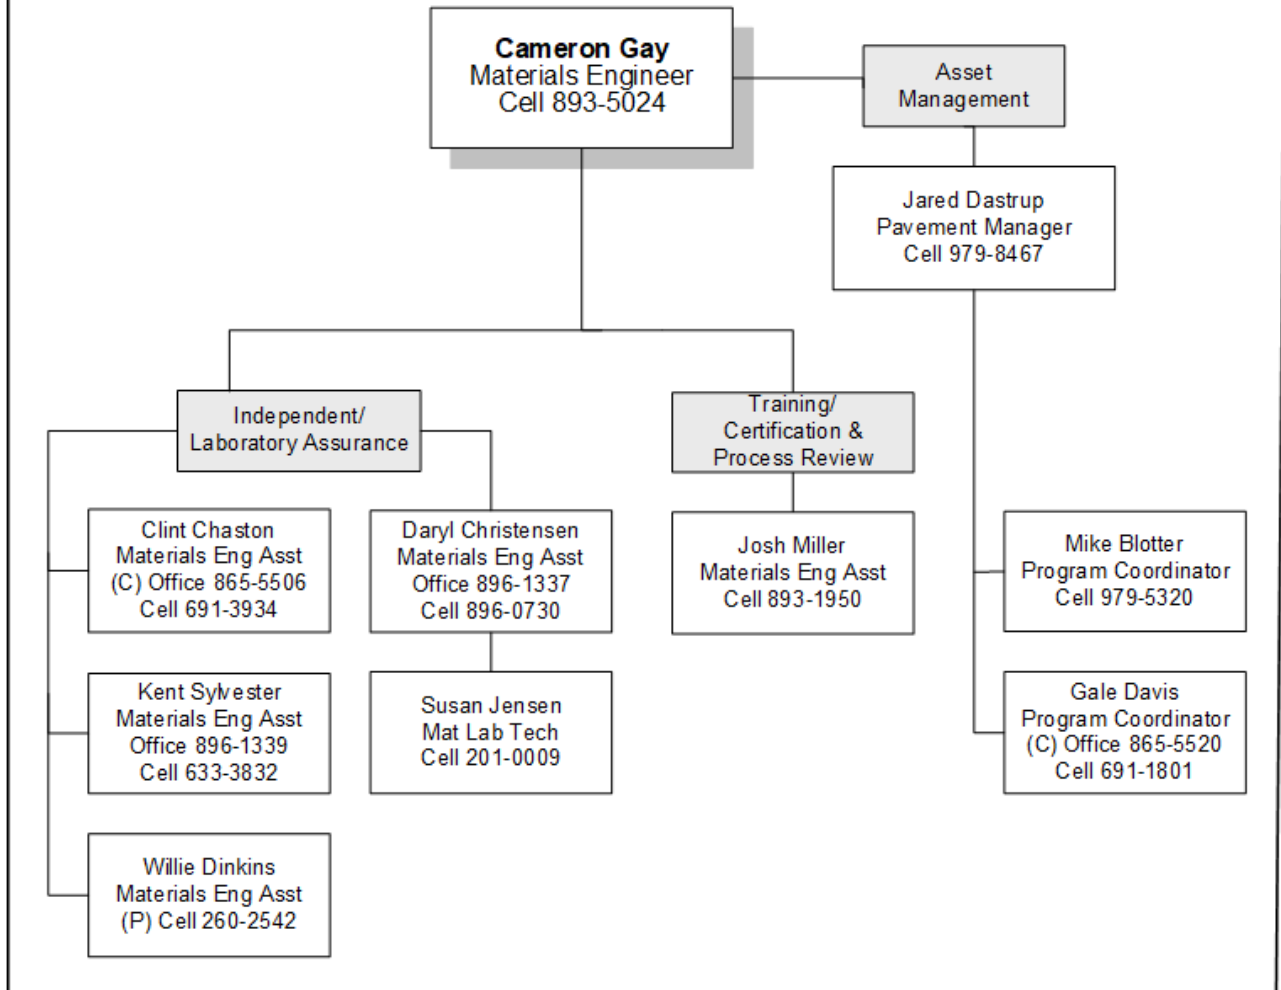 Cameron Gay
Materials Engineer
Cell 893-5024
Asset
Management
Jared Dastrup
Pavement Manager
Cell 979-8467
Independent/
Laboratory Assurance
Training/
Certification &
Process Review
Clint Chaston
Materials Eng Asst
(C) Office 865-5506
Cell 691-3934
Daryl Christensen
Materials Eng Asst
Office 896-1337
Cell 896-0730
Josh Miller
Materials Eng Asst
Cell 893-1950
Mike Blotter
Program Coordinator
Cell 979-5320
Kent Sylvester
Materials Eng Asst
Office 896-1339
Cell 633-3832
Susan Jensen
Mat Lab Tech
Cell 201-0009
Gale Davis
Program Coordinator
(C) Office 865-5520
Cell 691-1801
Willie Dinkins
Materials Eng Asst
(P) Cell 260-2542